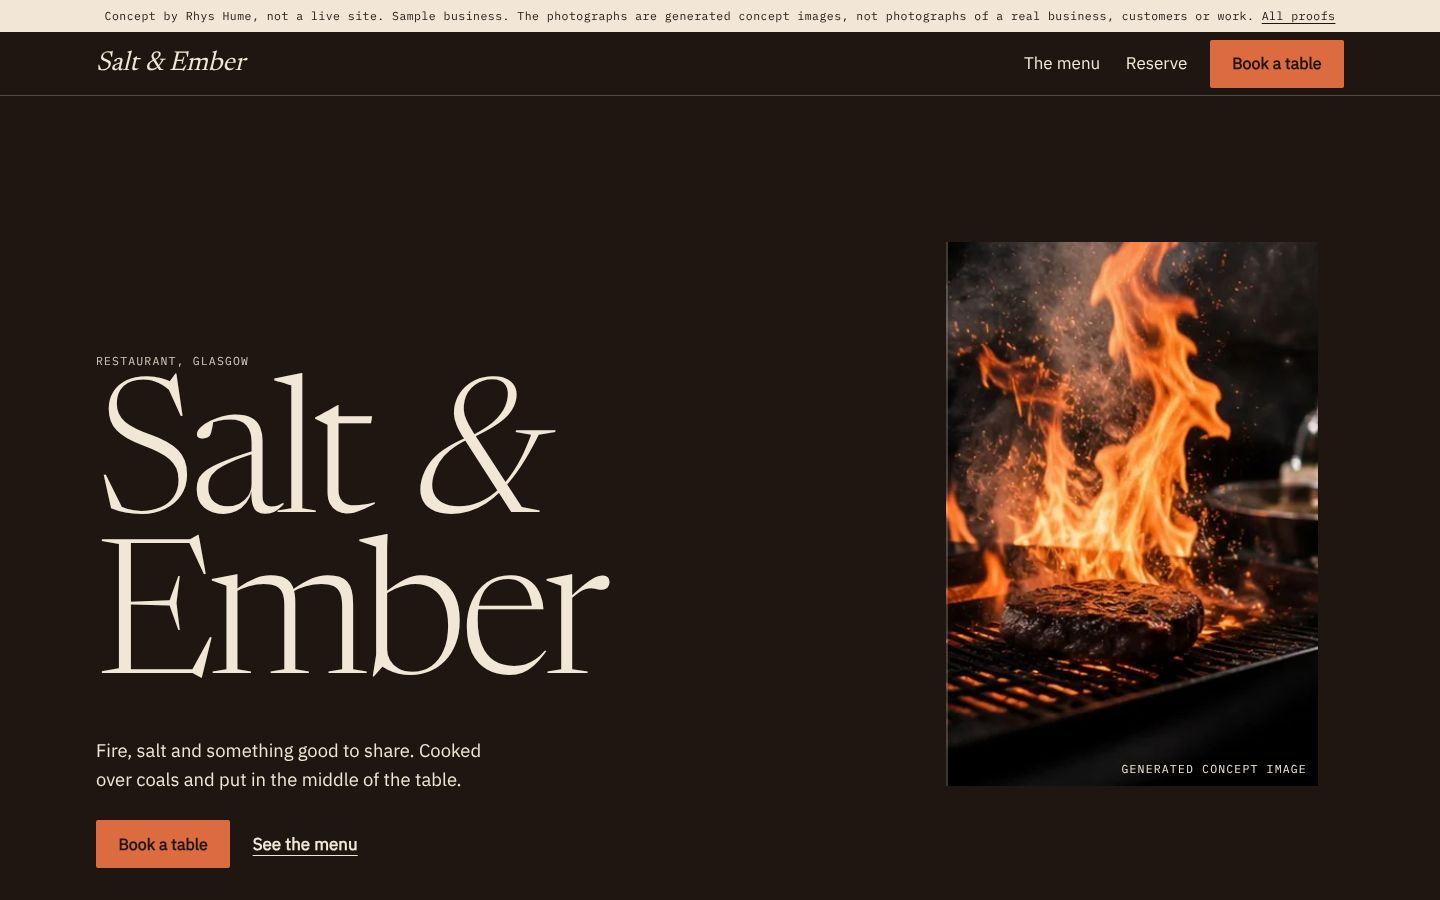 Concept by Rhys Hume, not a live site. Sample business. The photographs are generated concept images, not photographs of a real business, customers or work. All proofs
Salt & Ember
The menu
Reserve
Book a table
RESTAURANT, GLASGOW
Salt &
Ember
Fire, salt and something good to share. Cooked
over coals and put in the middle of the table.
Book a table
See the menu
GENERATED CONCEPT IMAGE